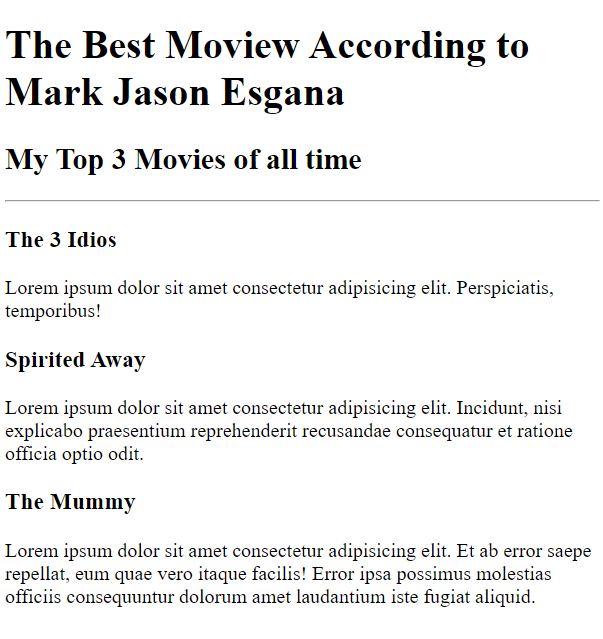 The Best Moview According to
Mark Jason Esgana
My Top 3 Movies of all time
The 3 Idios
Lorem ipsum dolor sit amet consectetur adipisicing elit. Perspiciatis,
temporibus!
Spirited Away
Lorem ipsum dolor sit amet consectetur adipisicing elit. Incidunt, nisi
explicabo praesentium reprehenderit recusandae consequatur et ratione
officia optio odit.
The Mummy
Lorem ipsum dolor sit amet consectetur adipisicing elit. Et ab error saepe
repellat, eum quae vero itaque facilis! Error ipsa possimus molestias
officiis consequuntur dolorum amet laudantium iste fugiat aliquid.